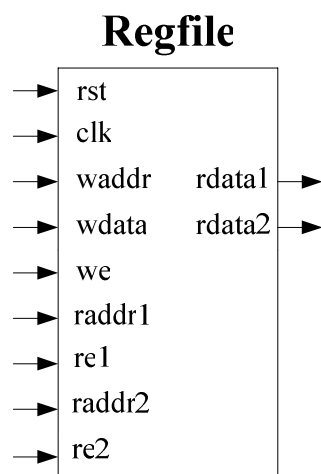 Regfile
rst
clk
waddr rdata1
wdata rdata2
we
raddr1
re1
raddr2
re2